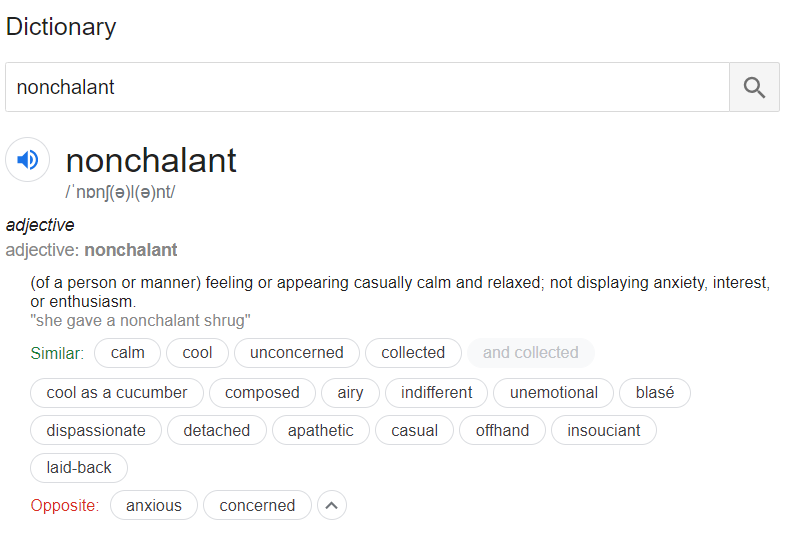 Dictionary
nonchalant
nonchalant
/ˈnɒnʃ(ə)l(ə)nt/
adjective
adjective: nonchalant
(of a person or manner) feeling or appearing casually calm and relaxed; not displaying anxiety, interest,
or enthusiasm.
"she gave a nonchalant shrug"
Similar: calm cool unconcerned collected and collected
cool as a cucumber composed airy indifferent unemotional blasé
dispassionate detached apathetic casual offhand insouciant
laid-back
Opposite: anxious concerned